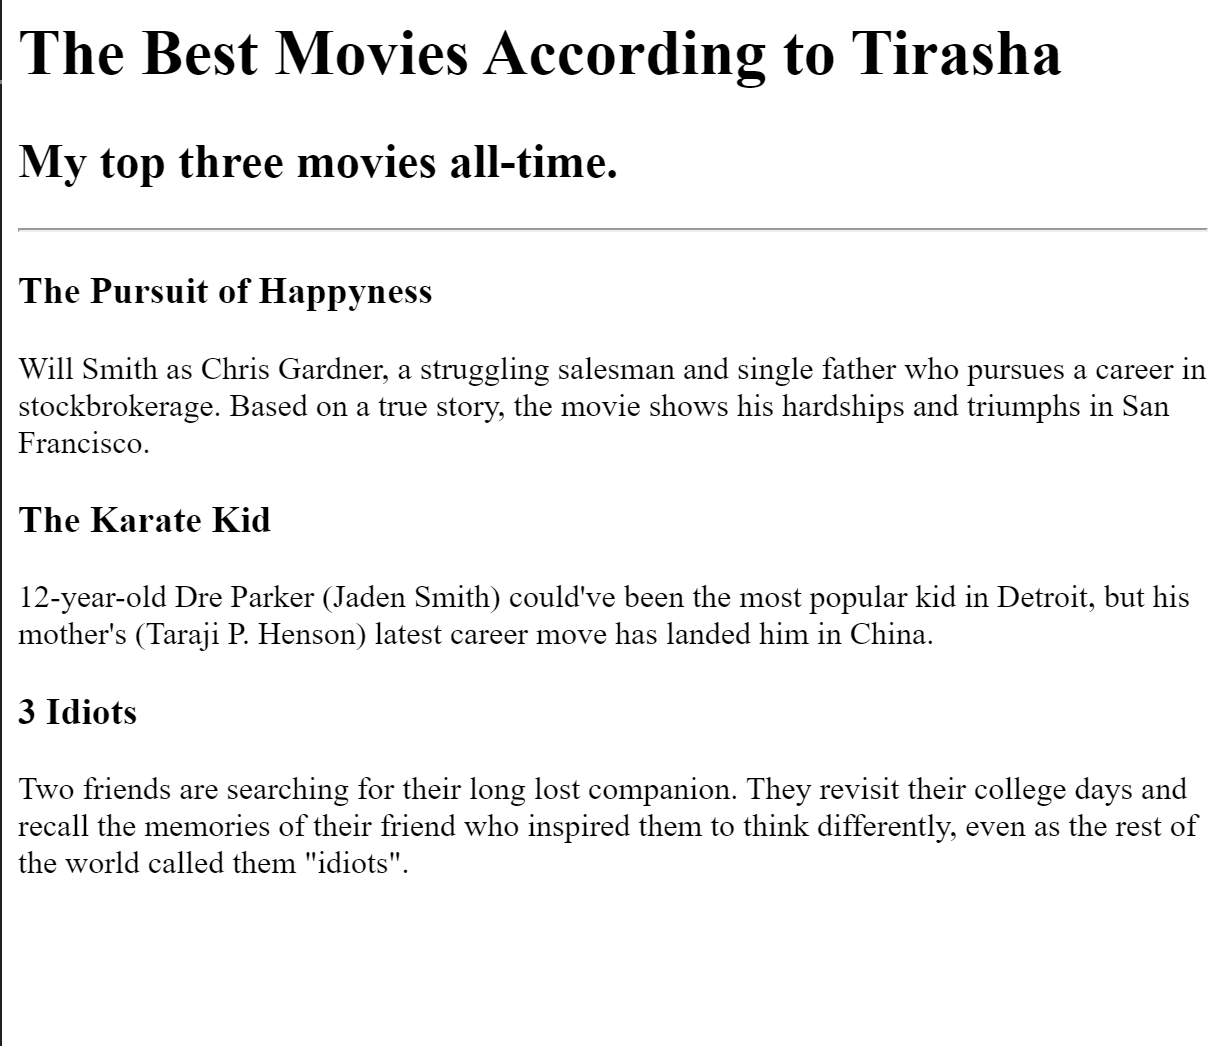 The Best Movies According to Tirasha
My top three movies all-time.
The Pursuit of Happyness
Will Smith as Chris Gardner, a struggling salesman and single father who pursues a career in
stockbrokerage. Based on a true story, the movie shows his hardships and triumphs in San
Francisco.
The Karate Kid
12-year-old Dre Parker (Jaden Smith) could've been the most popular kid in Detroit, but his
mother's (Taraji P. Henson) latest career move has landed him in China.
3 Idiots
Two friends are searching for their long lost companion. They revisit their college days and
recall the memories of their friend who inspired them to think differently, even as the rest of
the world called them "idiots".